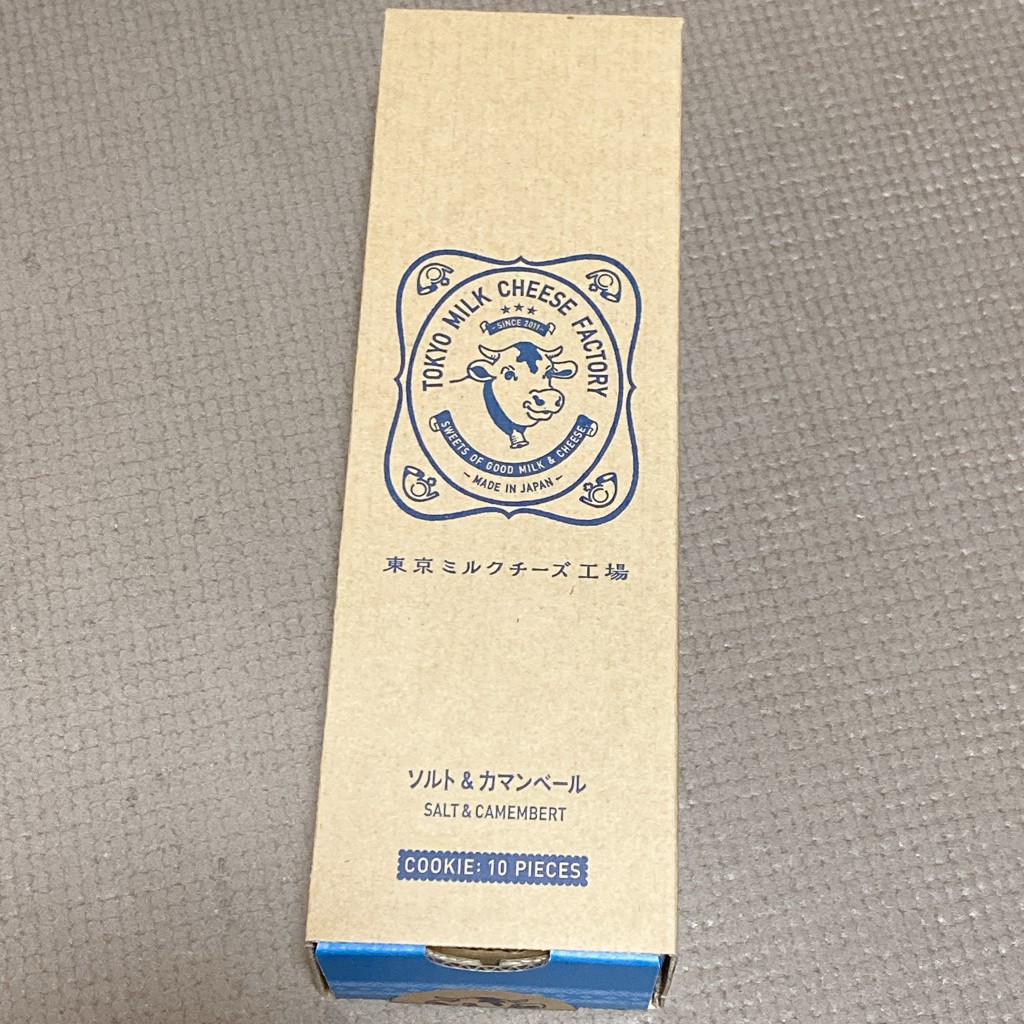 TOKYO MILK CHEESE FACTORY
- SINCE 2011 -
SWEETS OF GOOD MILK & CHEESE
- MADE IN JAPAN -
東京ミルクチーズ工場
ソルト&カマンベール
SALT & CAMEMBERT
COOKIE: 10 PIECES